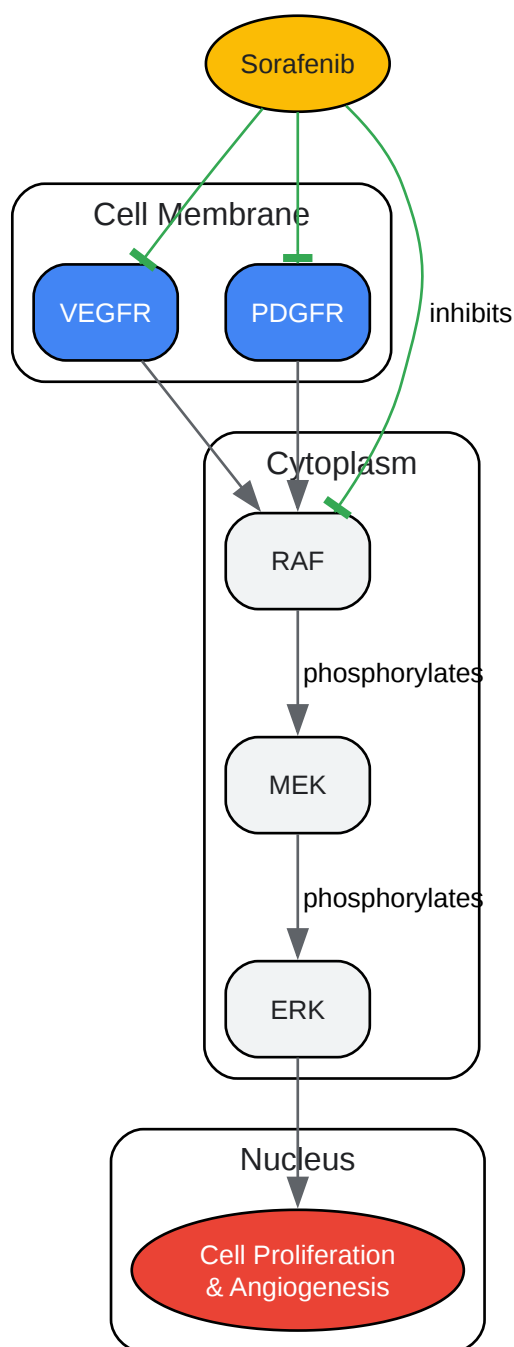 Sorafenib
Cell Membrane
VEGFR
PDGFR
inhibits
Cytoplasm
RAF
phosphorylates
MEK
phosphorylates
ERK
Nucleus
Cell Proliferation
& Angiogenesis